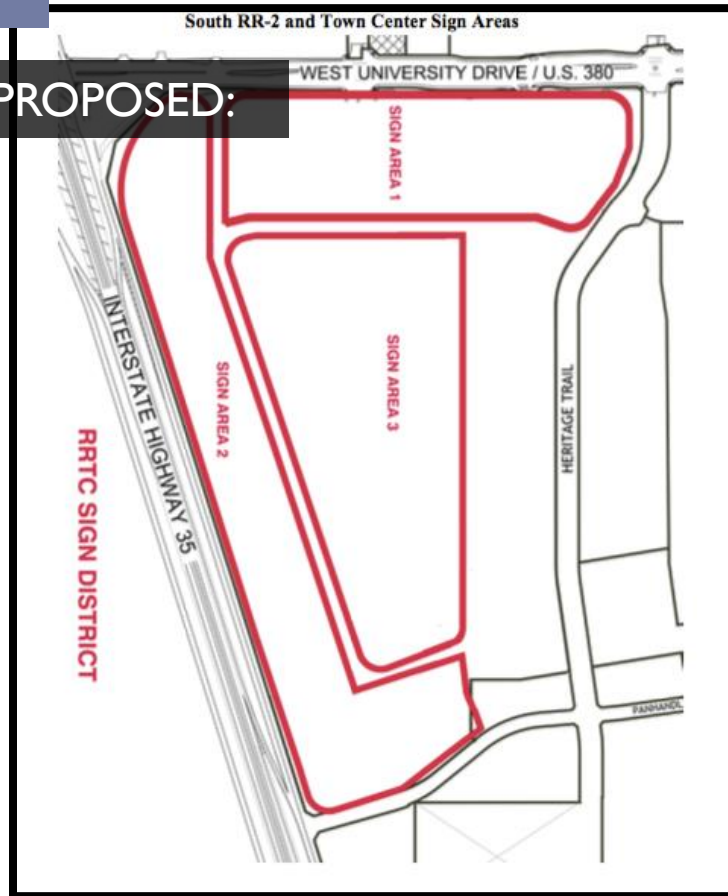 South RR-2 and Town Center Sign Areas
WEST UNIVERSITY DRIVE / U.S. 380
PROPOSED:
SIGN AREA 1
INTERSTATE HIGHWAY 35
SIGN AREA 2
SIGN AREA 3
HERITAGE TRAIL
RRTC SIGN DISTRICT
PANHANDL